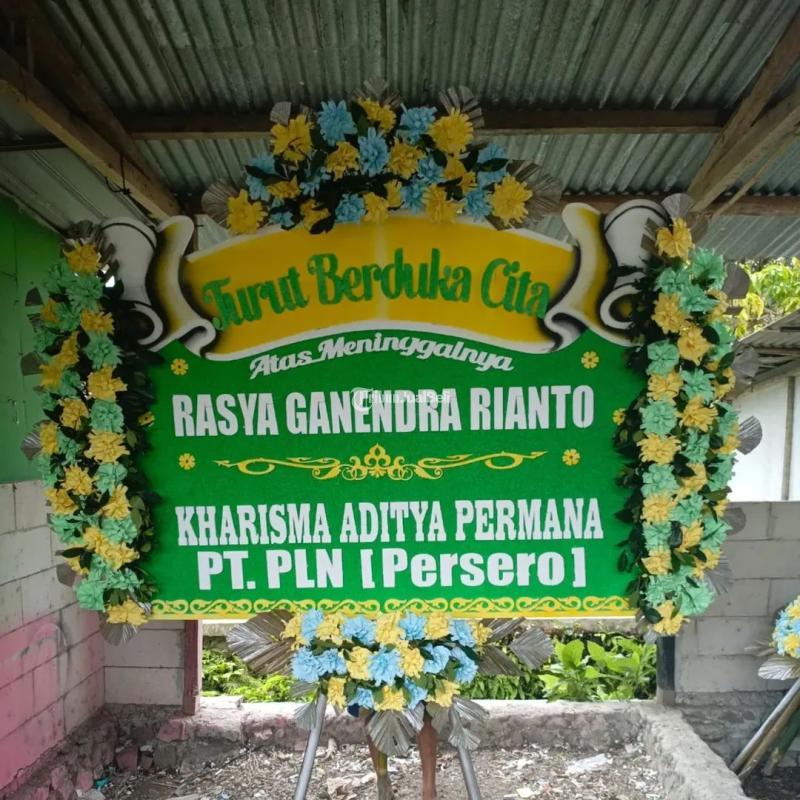 Turut Berduka Cita
Atas Meninggalnya
RASYA GANENDRA RIANTO
KHARISMA ADITYA PERMANA
PT. PLN [Persero]